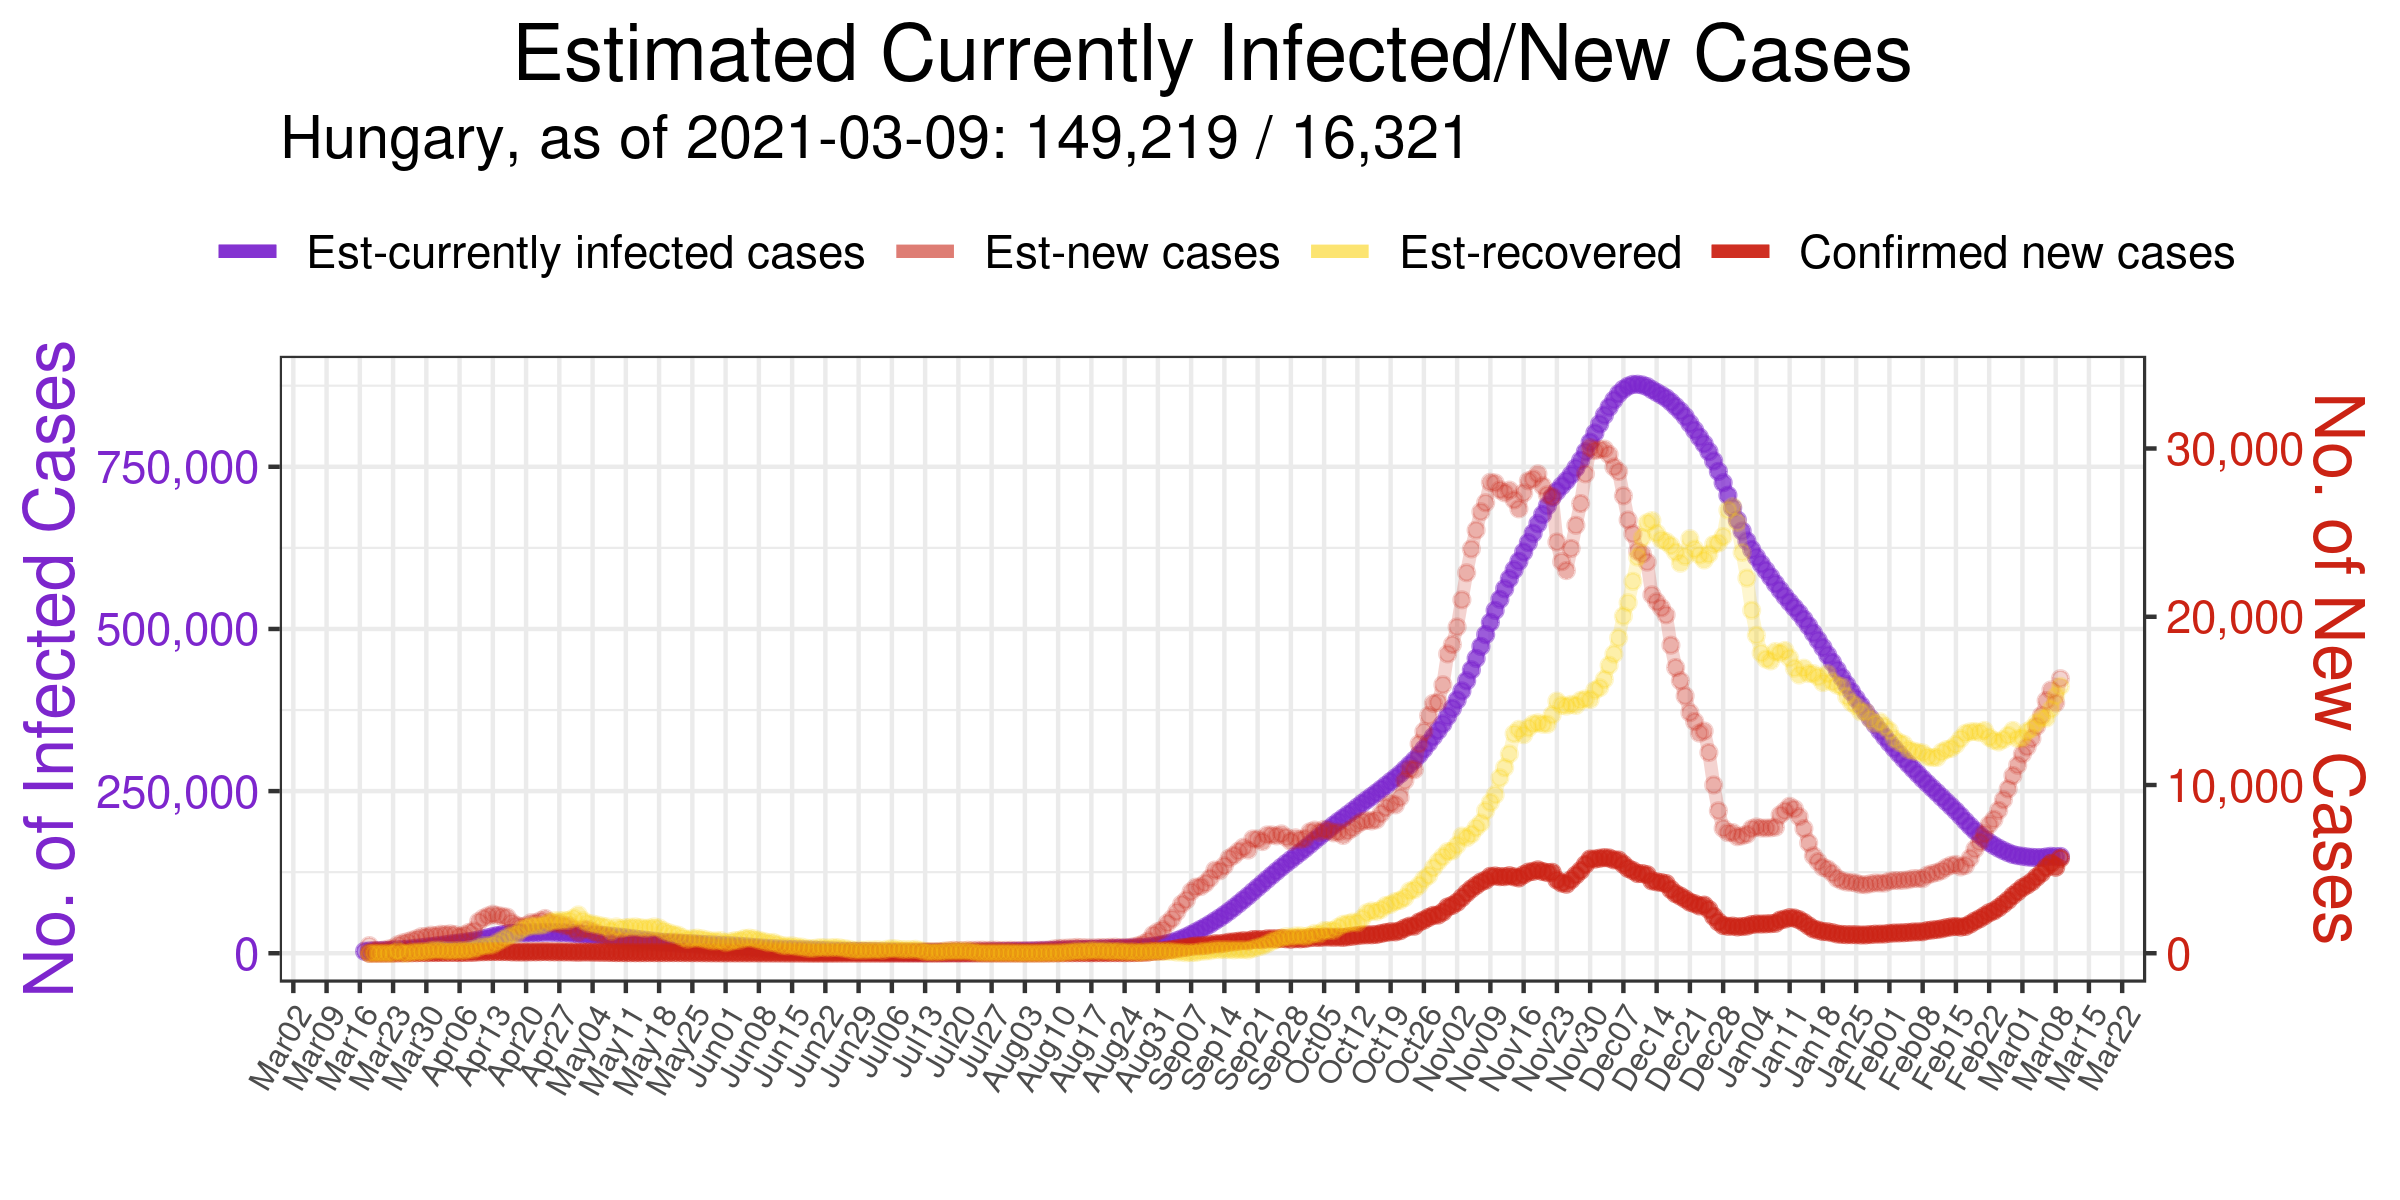 Estimated Currently Infected/New Cases
Hungary, as of 2021-03-09: 149,219 / 16,321
Est-currently infected cases
Est-new cases
Est-recovered
Confirmed new cases
No. of Infected Cases
750,000
500,000
250,000
0
30,000
20,000
10,000
0
No. of New Cases
Mar02
Mar09
Mar16
Mar23
Mar30
Apr06
Apr13
Apr20
Apr27
May04
May11
May18
May25
Jun01
Jun08
Jun15
Jun22
Jun29
Jul06
Jul13
Jul20
Jul27
Aug03
Aug10
Aug17
Aug24
Aug31
Sep07
Sep14
Sep21
Sep28
Oct05
Oct12
Oct19
Oct26
Nov02
Nov09
Nov16
Nov23
Nov30
Dec07
Dec14
Dec21
Dec28
Jan04
Jan11
Jan18
Jan25
Feb01
Feb08
Feb15
Feb22
Mar01
Mar08
Mar15
Mar22